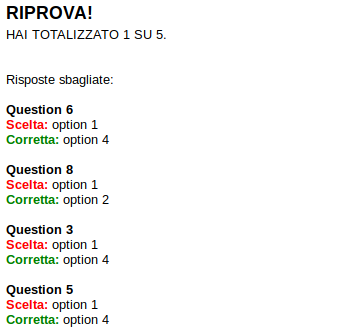 RIPROVA!
HAI TOTALIZZATO 1 SU 5.
Risposte sbagliate:
Question 6
Scelta: option 1
Corretta: option 4
Question 8
Scelta: option 1
Corretta: option 2
Question 3
Scelta: option 1
Corretta: option 4
Question 5
Scelta: option 1
Corretta: option 4